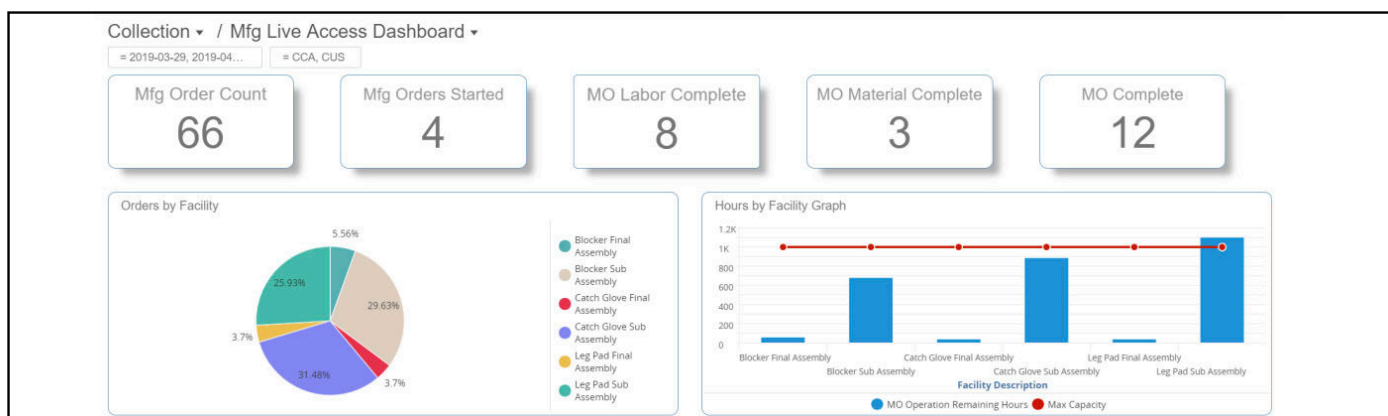 Collection / Mfg Live Access Dashboard
= 2019-03-29, 2019-04...
= CCA, CUS
Mfg Order Count
66
Mfg Orders Started
4
MO Labor Complete
8
MO Material Complete
3
MO Complete
12
Orders by Facility
5.56%
29.63%
3.7%
31.48%
3.7%
25.93%
Blocker Final
Assembly
Blocker Sub
Assembly
Catch Glove Final
Assembly
Catch Glove Sub
Assembly
Leg Pad Final
Assembly
Leg Pad Sub
Assembly
Hours by Facility Graph
1.2K
1K
800
600
400
200
0
Blocker Final Assembly
Blocker Sub Assembly
Catch Glove Final Assembly
Catch Glove Sub Assembly
Leg Pad Final Assembly
Leg Pad Sub Assembly
Facility Description
MO Operation Remaining Hours
Max Capacity